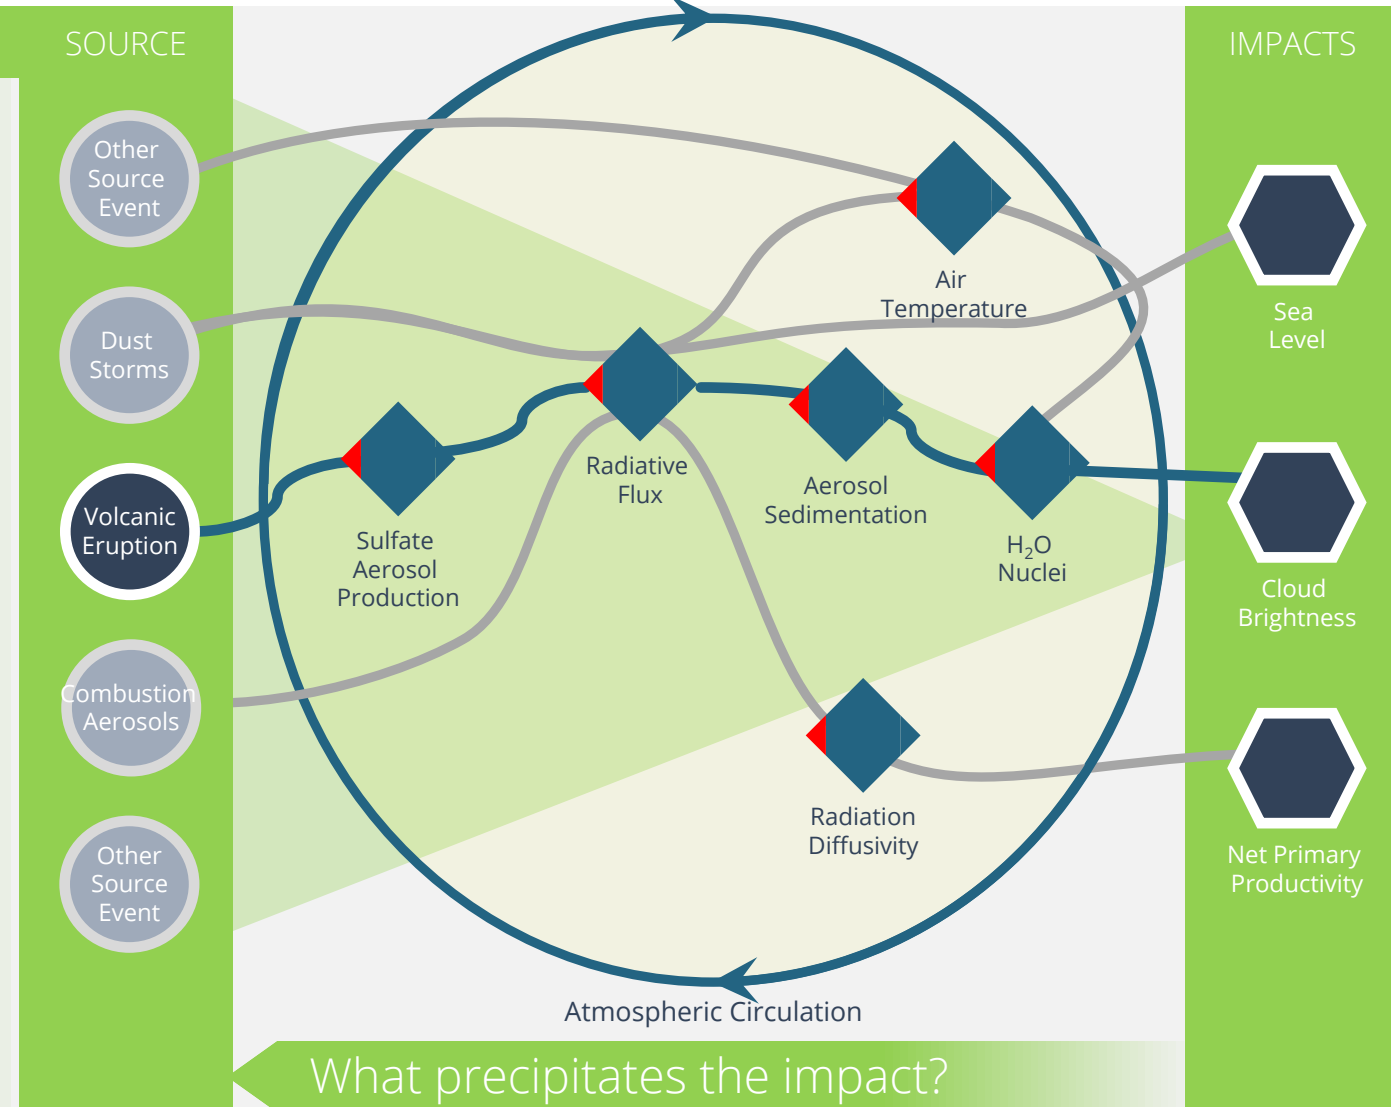 SOURCE
IMPACTS
Other
Source
Event
Dust
Storms
Volcanic
Eruption
Combustion
Aerosols
Other
Source
Event
Sulfate
Aerosol
Production
Radiative
Flux
Air
Temperature
Aerosol
Sedimentation
H₂O
Nuclei
Radiation
Diffusivity
Sea
Level
Cloud
Brightness
Net Primary
Productivity
Atmospheric Circulation
What precipitates the impact?